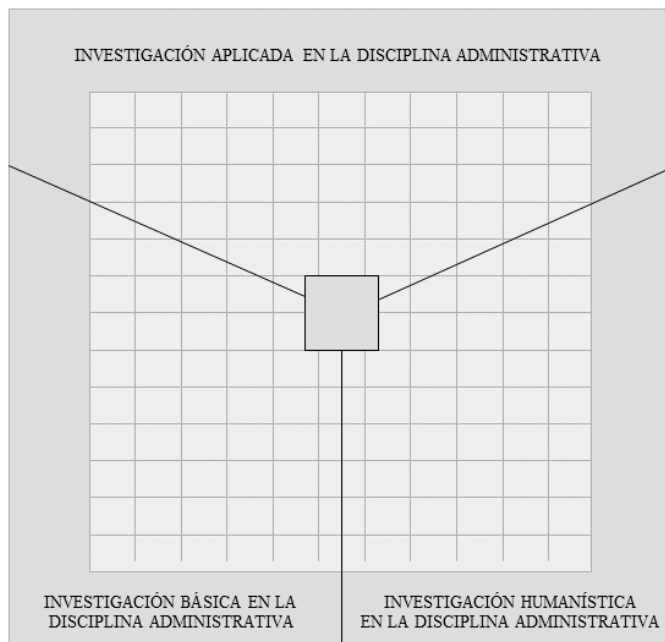 INVESTIGACIÓN APLICADA EN LA DISCIPLINA ADMINISTRATIVA
INVESTIGACIÓN BÁSICA EN LA
DISCIPLINA ADMINISTRATIVA
INVESTIGACIÓN HUMANÍSTICA
EN LA DISCIPLINA ADMINISTRATIVA